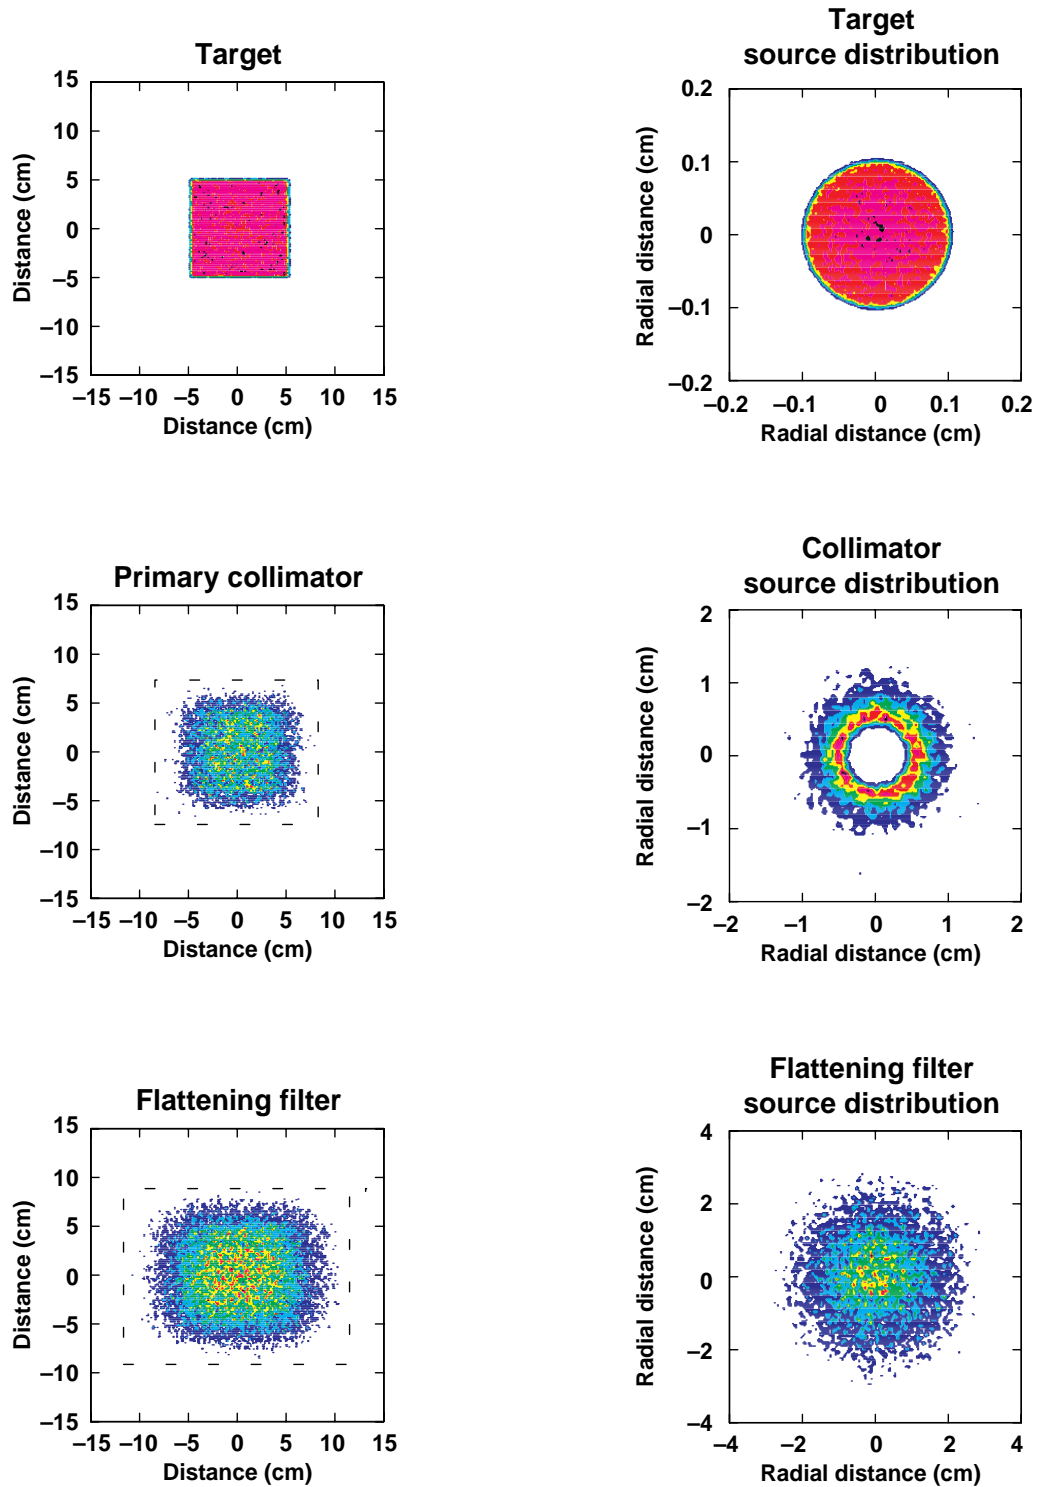 Target
15
10
5
0
–5
–10
–15
–15 –10 –5 0 5 10 15
Distance (cm)
Distance (cm)
Target
source distribution
0.2
0.1
0
–0.1
–0.2
–0.2 –0.1 0 0.1 0.2
Radial distance (cm)
Radial distance (cm)
Primary collimator
15
10
5
0
–5
–10
–15
–15 –10 –5 0 5 10 15
Distance (cm)
Distance (cm)
Collimator
source distribution
2
1
0
–1
–2
–2 –1 0 1 2
Radial distance (cm)
Radial distance (cm)
Flattening filter
15
10
5
0
–5
–10
–15
–15 –10 –5 0 5 10 15
Distance (cm)
Distance (cm)
Flattening filter
source distribution
4
2
0
–2
–4
–4 –2 0 2 4
Radial distance (cm)
Radial distance (cm)